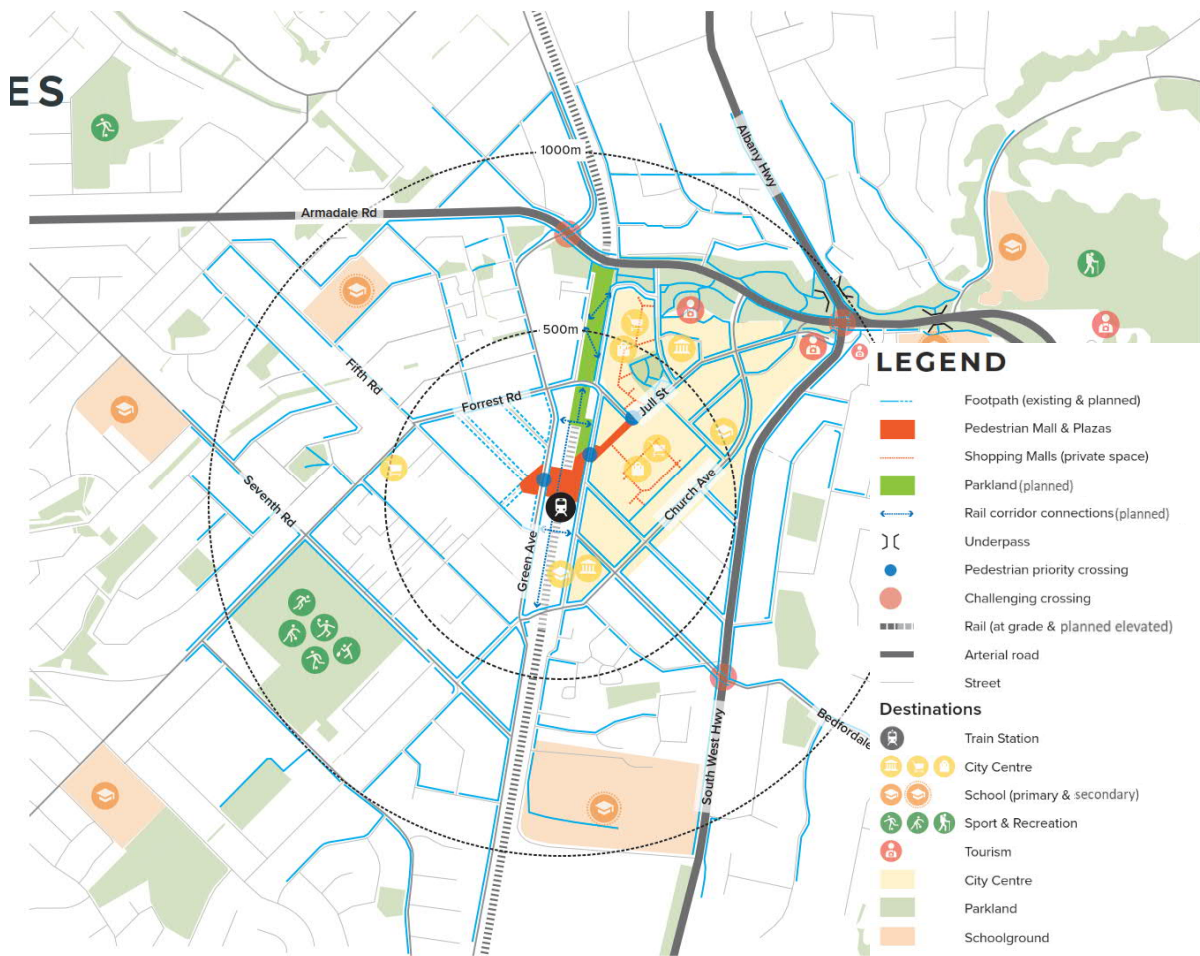 ES
1000m
Albany Hwy
Armadale Rd
500m
Fifth Rd
Forrest Rd
Jull St
Seventh Rd
Church Ave
Green Ave
South West Hwy
Bedfordale
LEGEND
Footpath (existing & planned)
Pedestrian Mall & Plazas
Shopping Malls (private space)
Parkland (planned)
Rail corridor connections (planned)
Underpass
Pedestrian priority crossing
Challenging crossing
Rail (at grade & planned elevated)
Arterial road
Street
Destinations
Train Station
City Centre
School (primary & secondary)
Sport & Recreation
Tourism
City Centre
Parkland
Schoolground